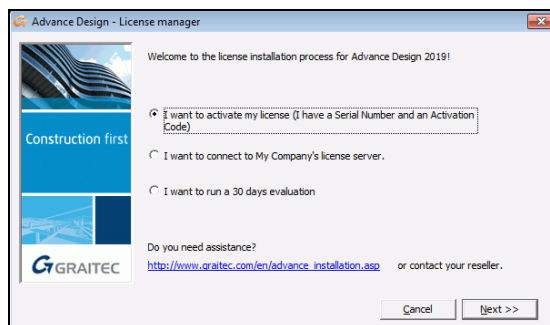 Advance Design - License manager
Welcome to the license installation process for Advance Design 2019!
I want to activate my license (I have a Serial Number and an Activation
Code)
Construction first
I want to connect to My Company's license server.
I want to run a 30 days evaluation
Do you need assistance?
GRAITEC
http://www.graitec.com/en/advance_installation.asp or contact your reseller.
Cancel Next >>